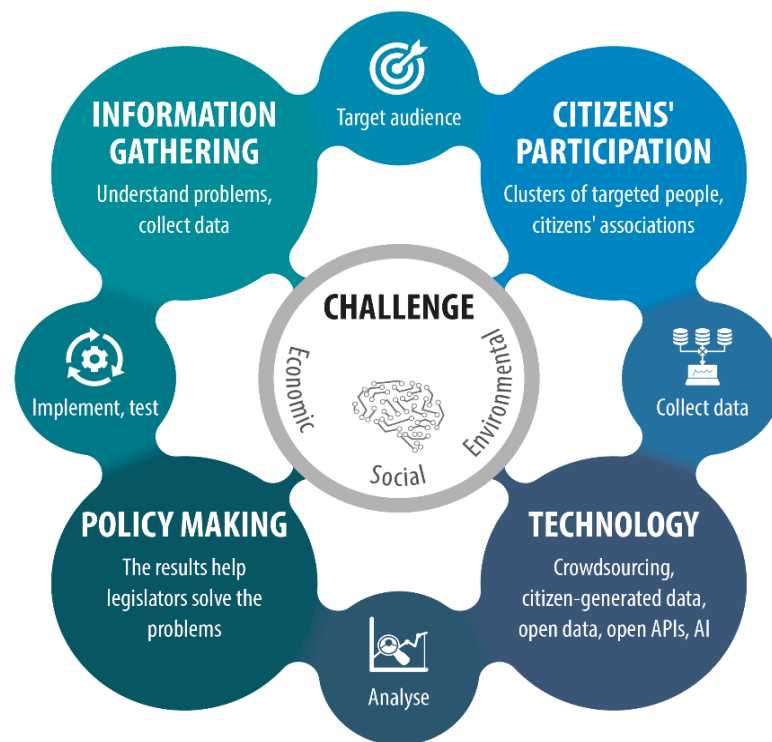 INFORMATION
GATHERING
Understand problems,
collect data
Target audience
CITIZENS'
PARTICIPATION
Clusters of targeted people,
citizens' associations
CHALLENGE
Economic
Social
Environmental
Implement, test
Collect data
POLICY MAKING
The results help
legislators solve the
problems
Analyse
TECHNOLOGY
Crowdsourcing,
citizen-generated data,
open data, open APIs, AI